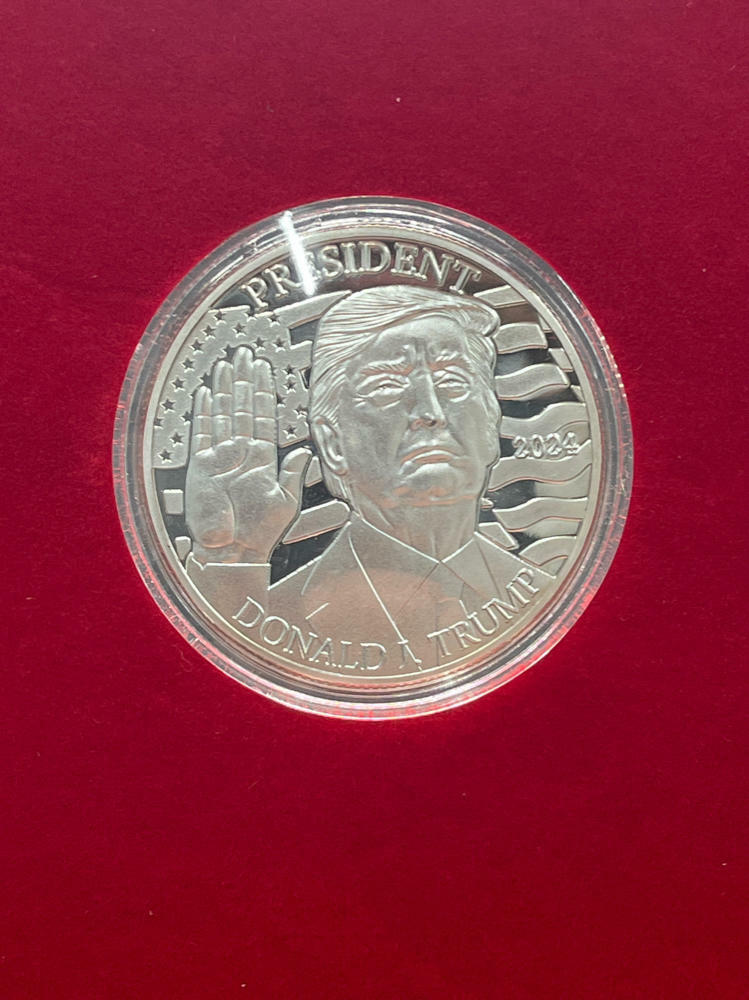 PRESIDENT
2024
DONALD J. TRUMP